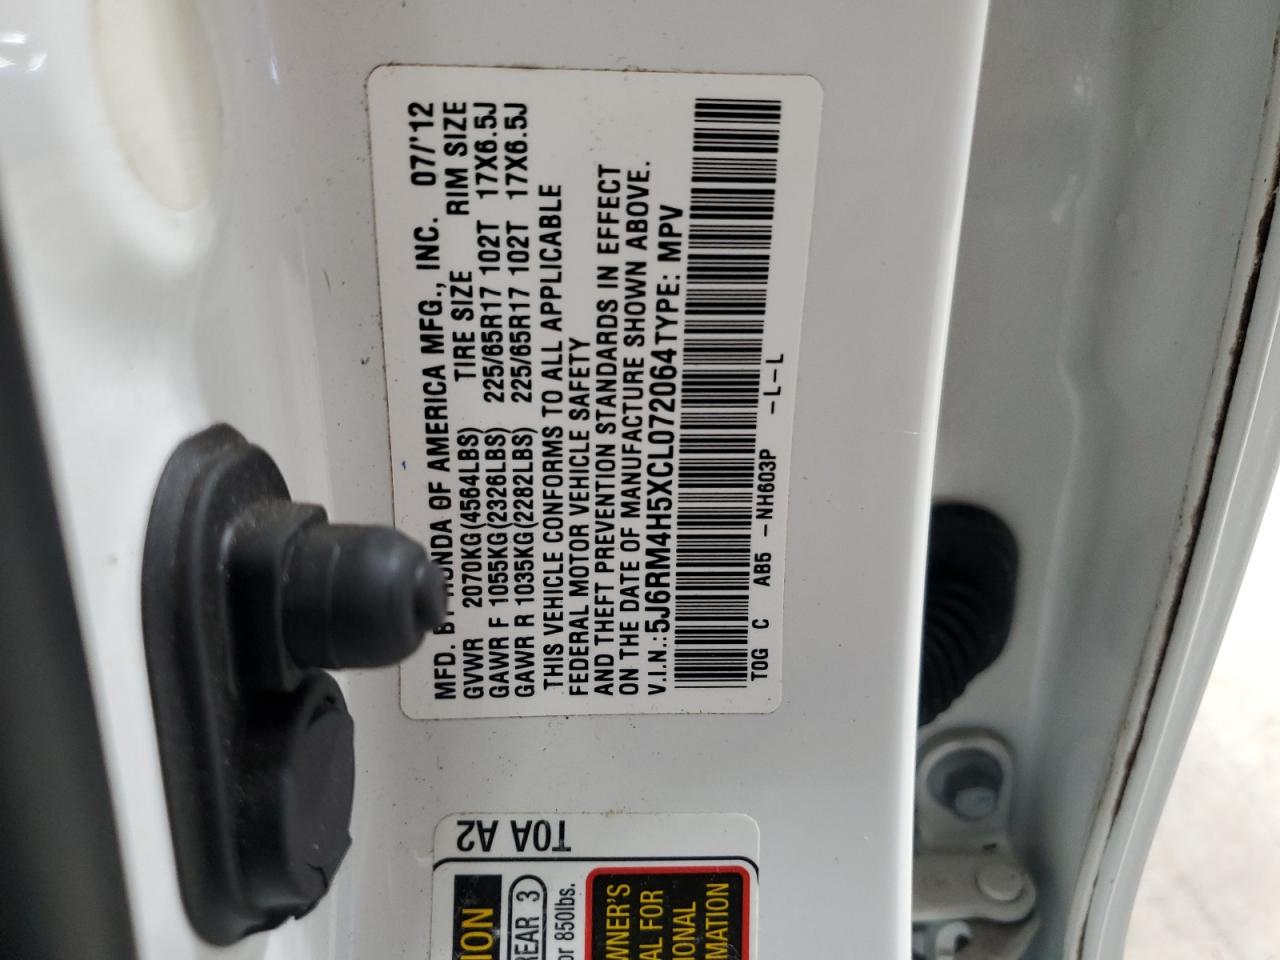 MFD. BY HONDA OF AMERICA MFG., INC. 07/'12
GVWR 2070KG(4564LBS) TIRE SIZE RIM SIZE
GAWR F 1055KG(2326LBS) 225/65R17 102T 17X6.5J
GAWR R 1035KG(2282LBS) 225/65R17 102T 17X6.5J
THIS VEHICLE CONFORMS TO ALL APPLICABLE
FEDERAL MOTOR VEHICLE SAFETY
AND THEFT PREVENTION STANDARDS IN EFFECT
ON THE DATE OF MANUFACTURE SHOWN ABOVE.
V.I.N.:5J6RM4H5XCL072064TYPE: MPV
T0G C AB5 -NH603P -L-L
T0A A2
ION
REAR 3
or 850lbs.
WNER'S
AL FOR
IONAL
MATION